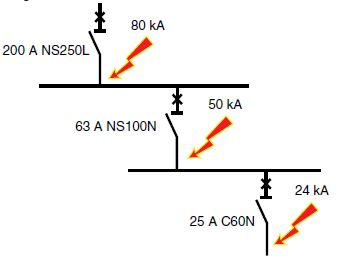 80 kA
200 A NS250L
50 kA
63 A NS100N
24 kA
25 A C60N